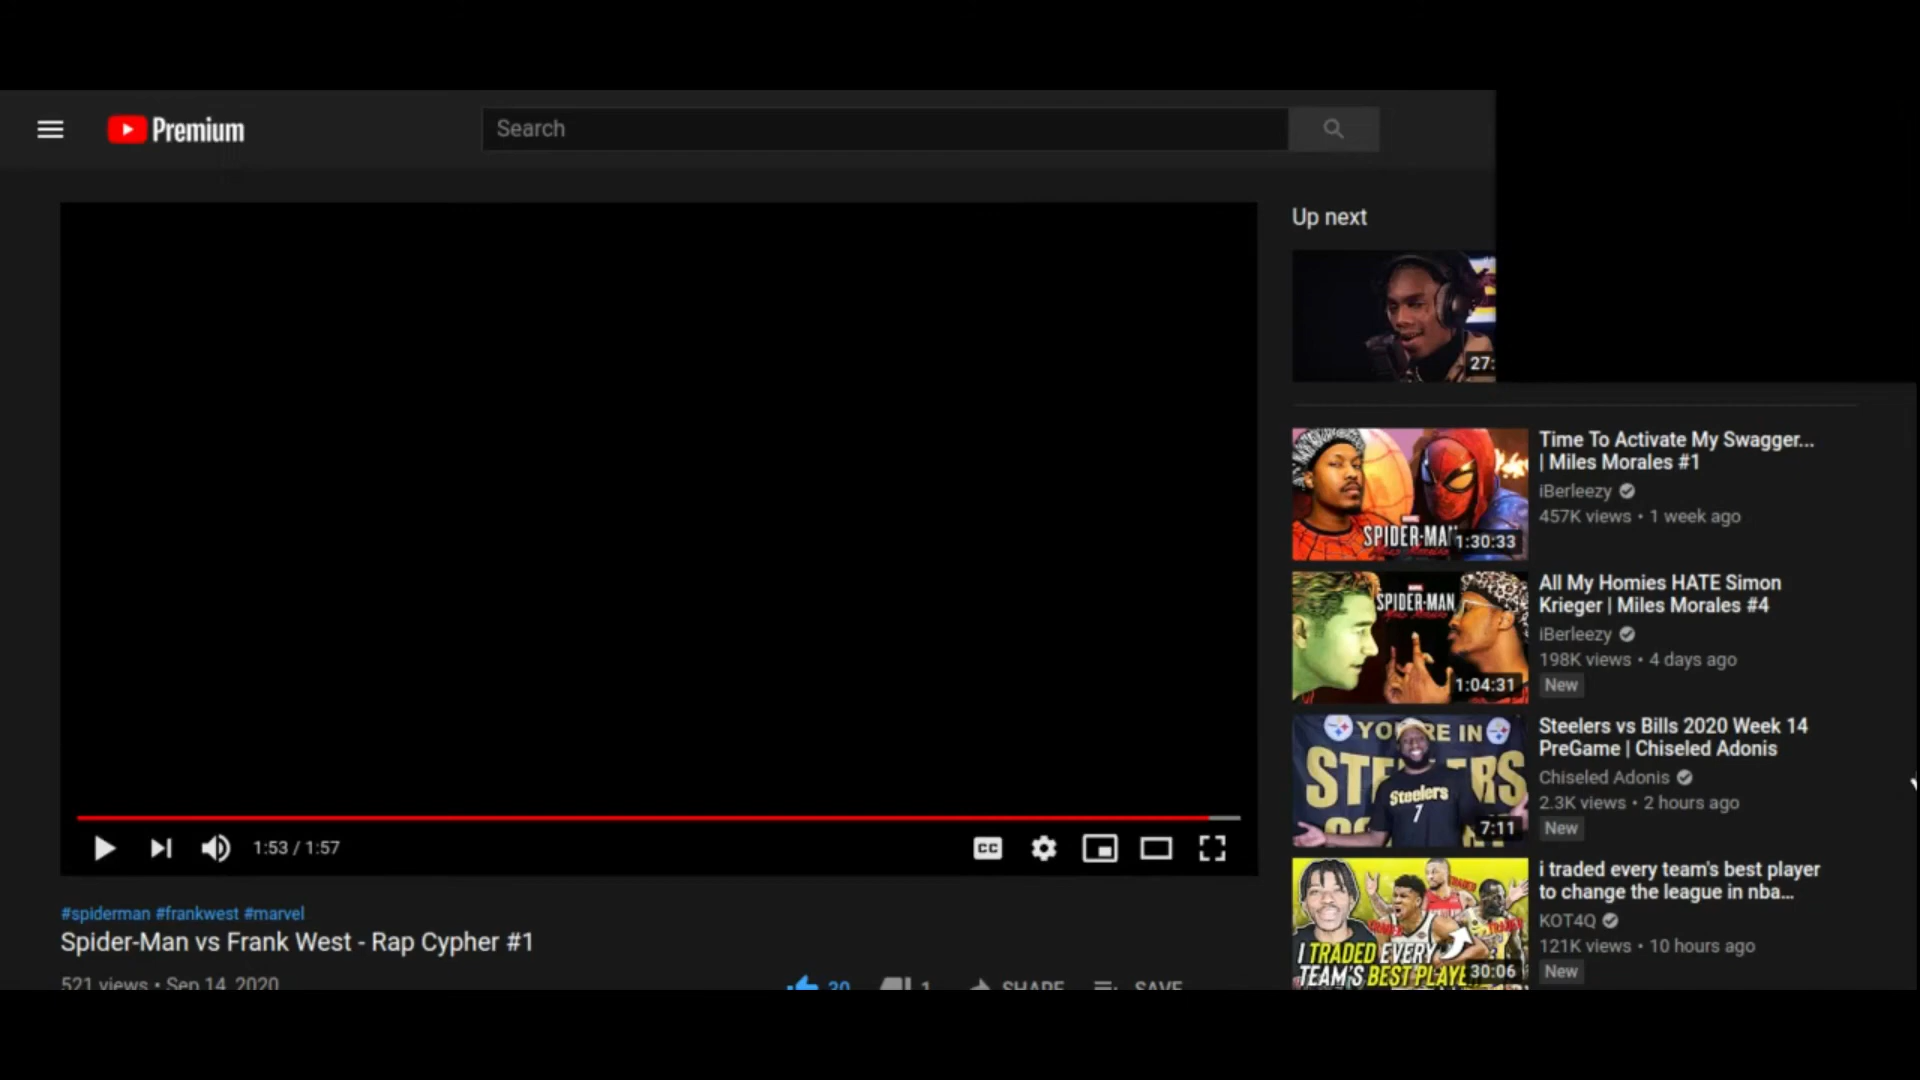 Premium
Search
Up next
27:
Time To Activate My Swagger...
| Miles Morales #1
iBerleezy
457K views • 1 week ago
SPIDER-MAN
1:30:33
All My Homies HATE Simon
Krieger | Miles Morales #4
iBerleezy
198K views • 4 days ago
New
SPIDER-MAN
1:04:31
Steelers vs Bills 2020 Week 14
PreGame | Chiseled Adonis
Chiseled Adonis
2.3K views • 2 hours ago
New
Steelers
7
7:11
i traded every team's best player
to change the league in nba...
KOT4Q
121K views • 10 hours ago
New
I TRADED EVERY
TEAM'S BEST PLAYE
30:06
1:53 / 1:57
CC
#spiderman #frankwest #marvel
Spider-Man vs Frank West - Rap Cypher #1
521 views • Sep 14, 2020
30
1
SHARE
SAVE